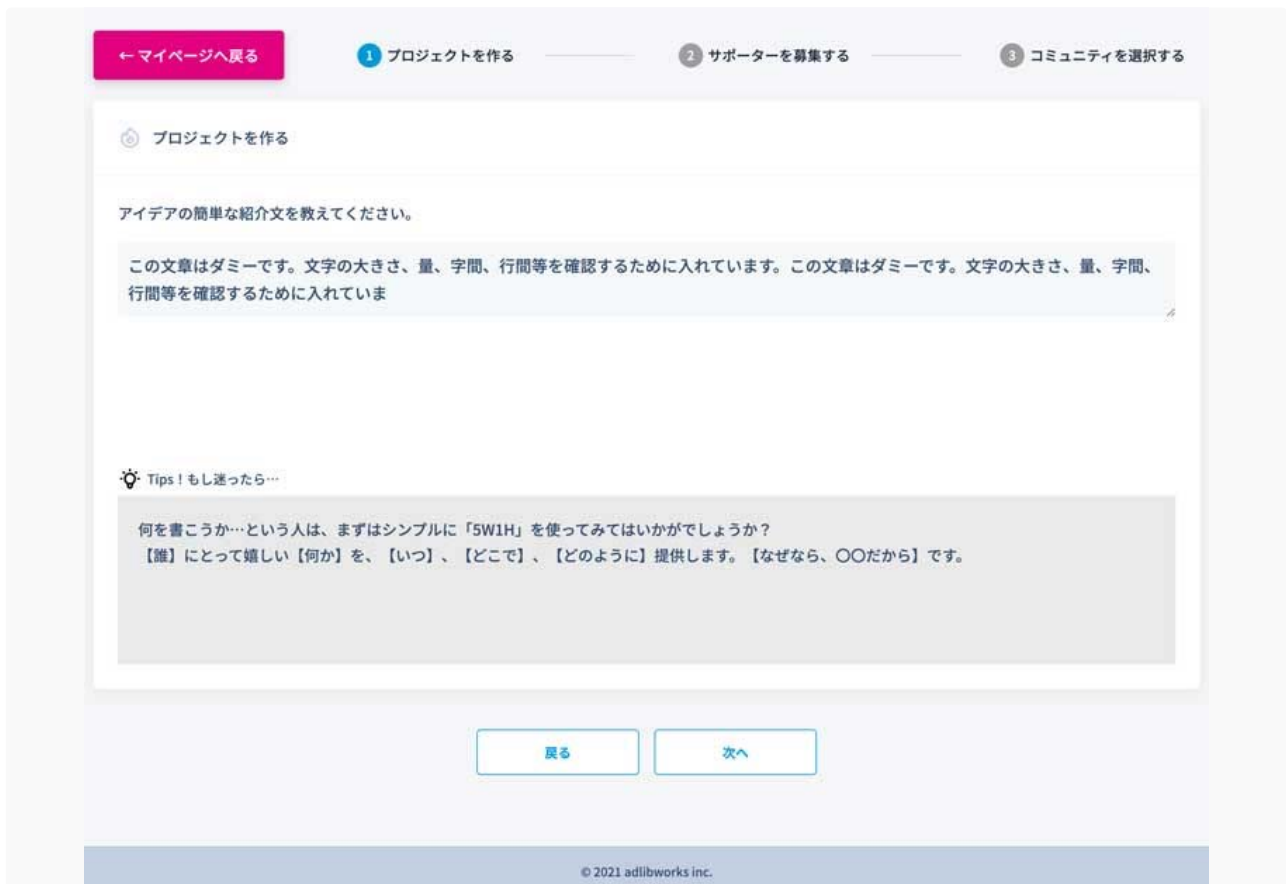 ← マイページへ戻る
1 プロジェクトを作る
2 サポーターを募集する
3 コミュニティを選択する
プロジェクトを作る
アイデアの簡単な紹介文を教えてください。
この文章はダミーです。文字の大きさ、量、字間、行間等を確認するために入れています。この文章はダミーです。文字の大きさ、量、字間、
行間等を確認するために入れていま
Tips！もし迷ったら…
何を書こうか…という人は、まずはシンプルに「5W1H」を使ってみてはいかがでしょうか？
【誰】にとって嬉しい【何か】を、【いつ】、【どこで】、【どのように】提供します。【なぜなら、〇〇だから】です。
戻る
次へ
© 2021 adlibworks inc.